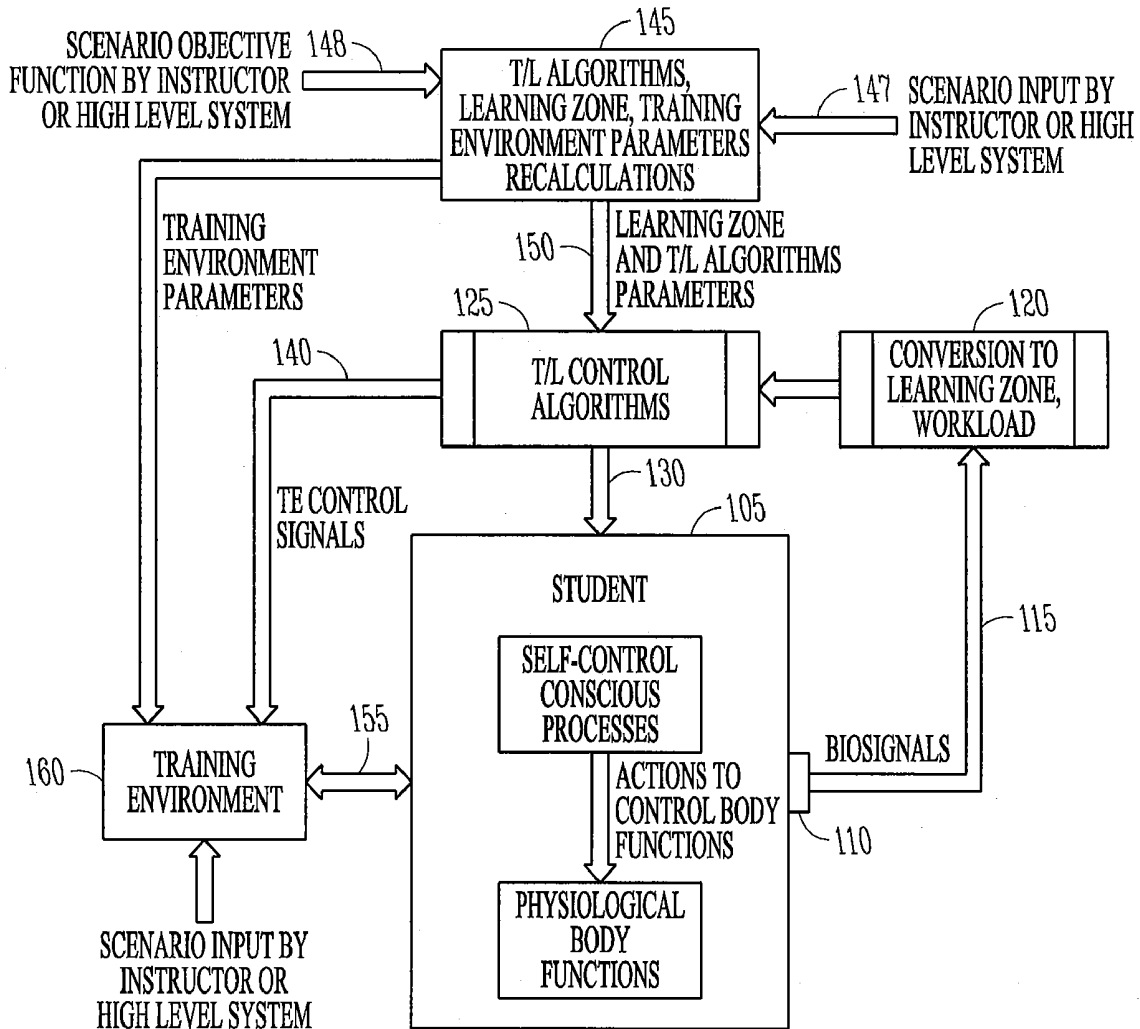 SCENARIO OBJECTIVE
FUNCTION BY INSTRUCTOR
OR HIGH LEVEL SYSTEM
148
145
T/L ALGORITHMS,
LEARNING ZONE, TRAINING
ENVIRONMENT PARAMETERS
RECALCULATIONS
147
SCENARIO INPUT BY
INSTRUCTOR OR HIGH
LEVEL SYSTEM
TRAINING
ENVIRONMENT
PARAMETERS
150
LEARNING ZONE
AND T/L ALGORITHMS
PARAMETERS
125
T/L CONTROL
ALGORITHMS
120
CONVERSION TO
LEARNING ZONE,
WORKLOAD
140
TE CONTROL
SIGNALS
130
105
STUDENT
SELF-CONTROL
CONSCIOUS
PROCESSES
ACTIONS TO
CONTROL BODY
FUNCTIONS
PHYSIOLOGICAL
BODY
FUNCTIONS
115
BIOSIGNALS
110
155
160
TRAINING
ENVIRONMENT
SCENARIO INPUT BY
INSTRUCTOR OR
HIGH LEVEL SYSTEM